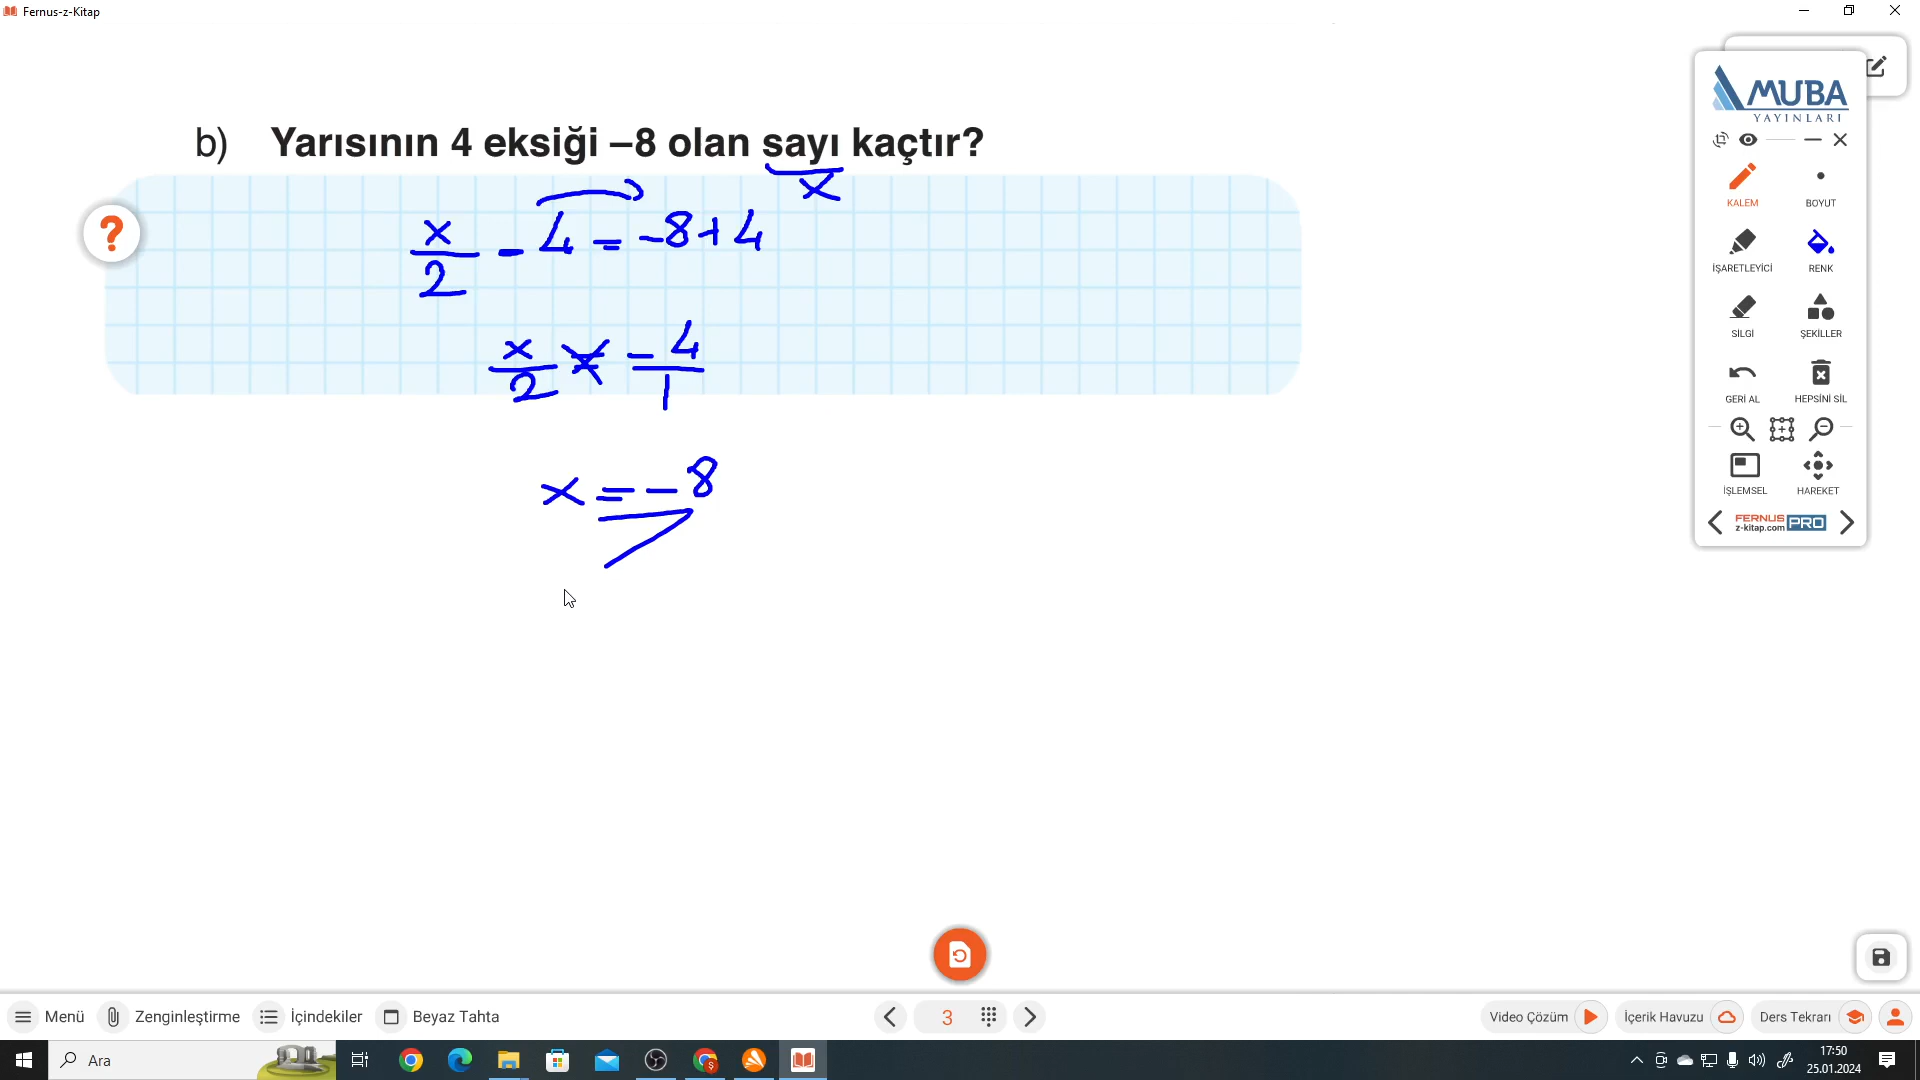 Fernus-z-Kitap
MUBA
YAYINLARI
b) Yarısının 4 eksiği –8 olan sayı kaçtır?
x
x/2 - 4 = -8 + 4
x/2 = -4/1
x = -8
?
KALEM BOYUT
İŞARETLEYİCİ RENK
SİLGİ ŞEKİLLER
GERİ AL HEPSİNİ SİL
İŞLEMSEL HAREKET
FERNUS PRO
z-kitap.com
Menü Zenginleştirme İçindekiler Beyaz Tahta 3 Video Çözüm İçerik Havuzu Ders Tekrarı
Ara 17:50
25.01.2024